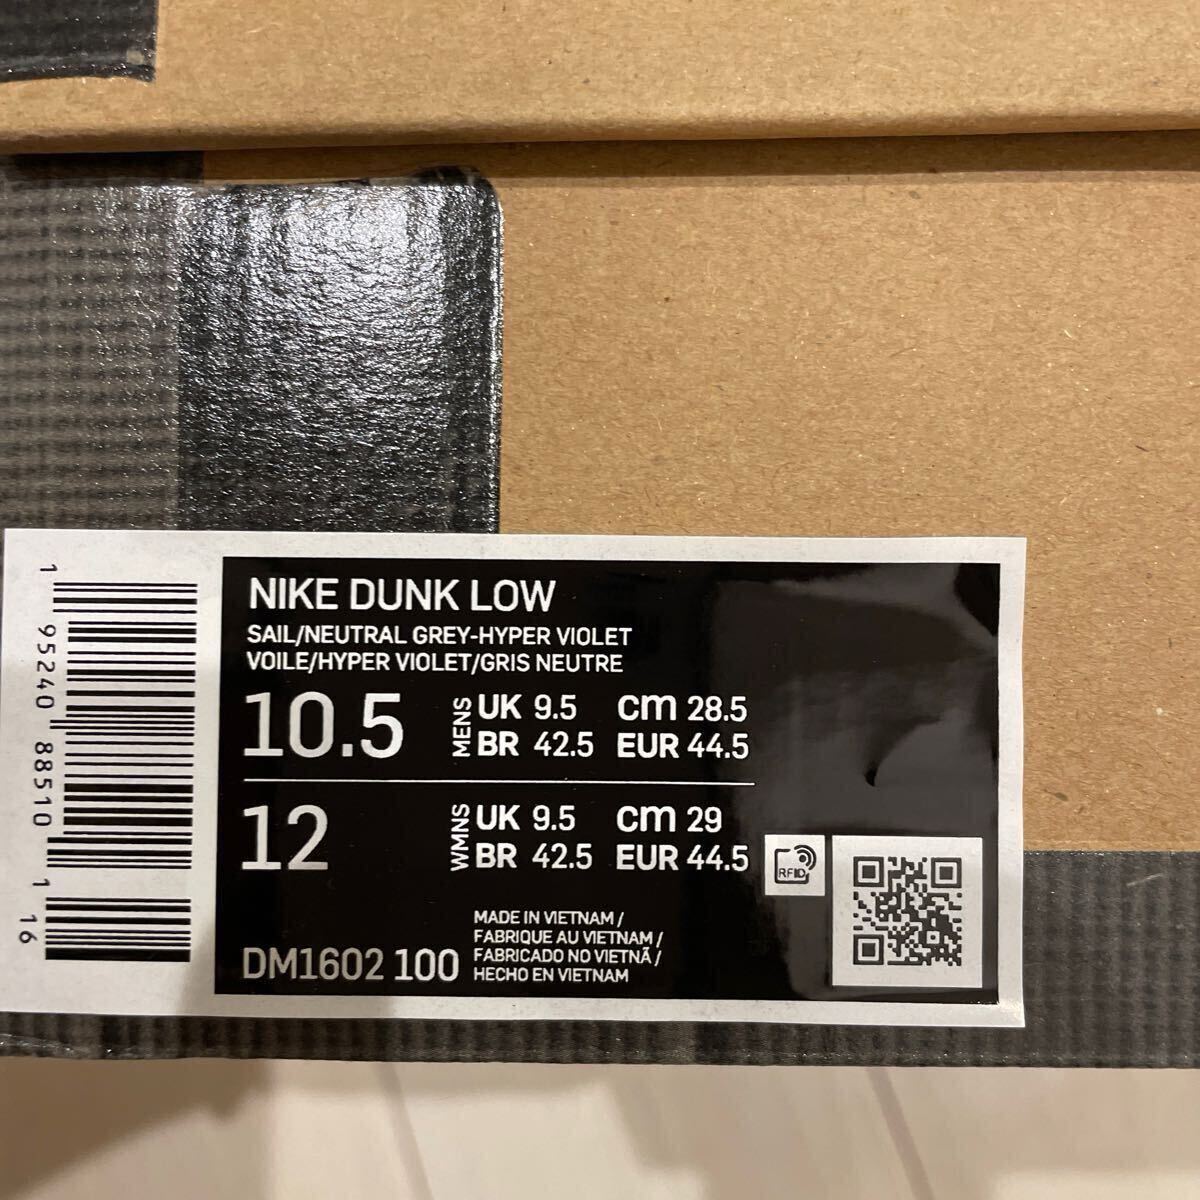 NIKE DUNK LOW
SAIL/NEUTRAL GREY-HYPER VIOLET
VOILE/HYPER VIOLET/GRIS NEUTRE
10.5 MENS UK 9.5 cm 28.5
BR 42.5 EUR 44.5
12 WMNS UK 9.5 cm 29
BR 42.5 EUR 44.5
RFID
MADE IN VIETNAM /
FABRIQUE AU VIETNAM /
FABRICADO NO VIETNÃ /
HECHO EN VIETNAM
DM1602 100
1 95240 88510 1 16